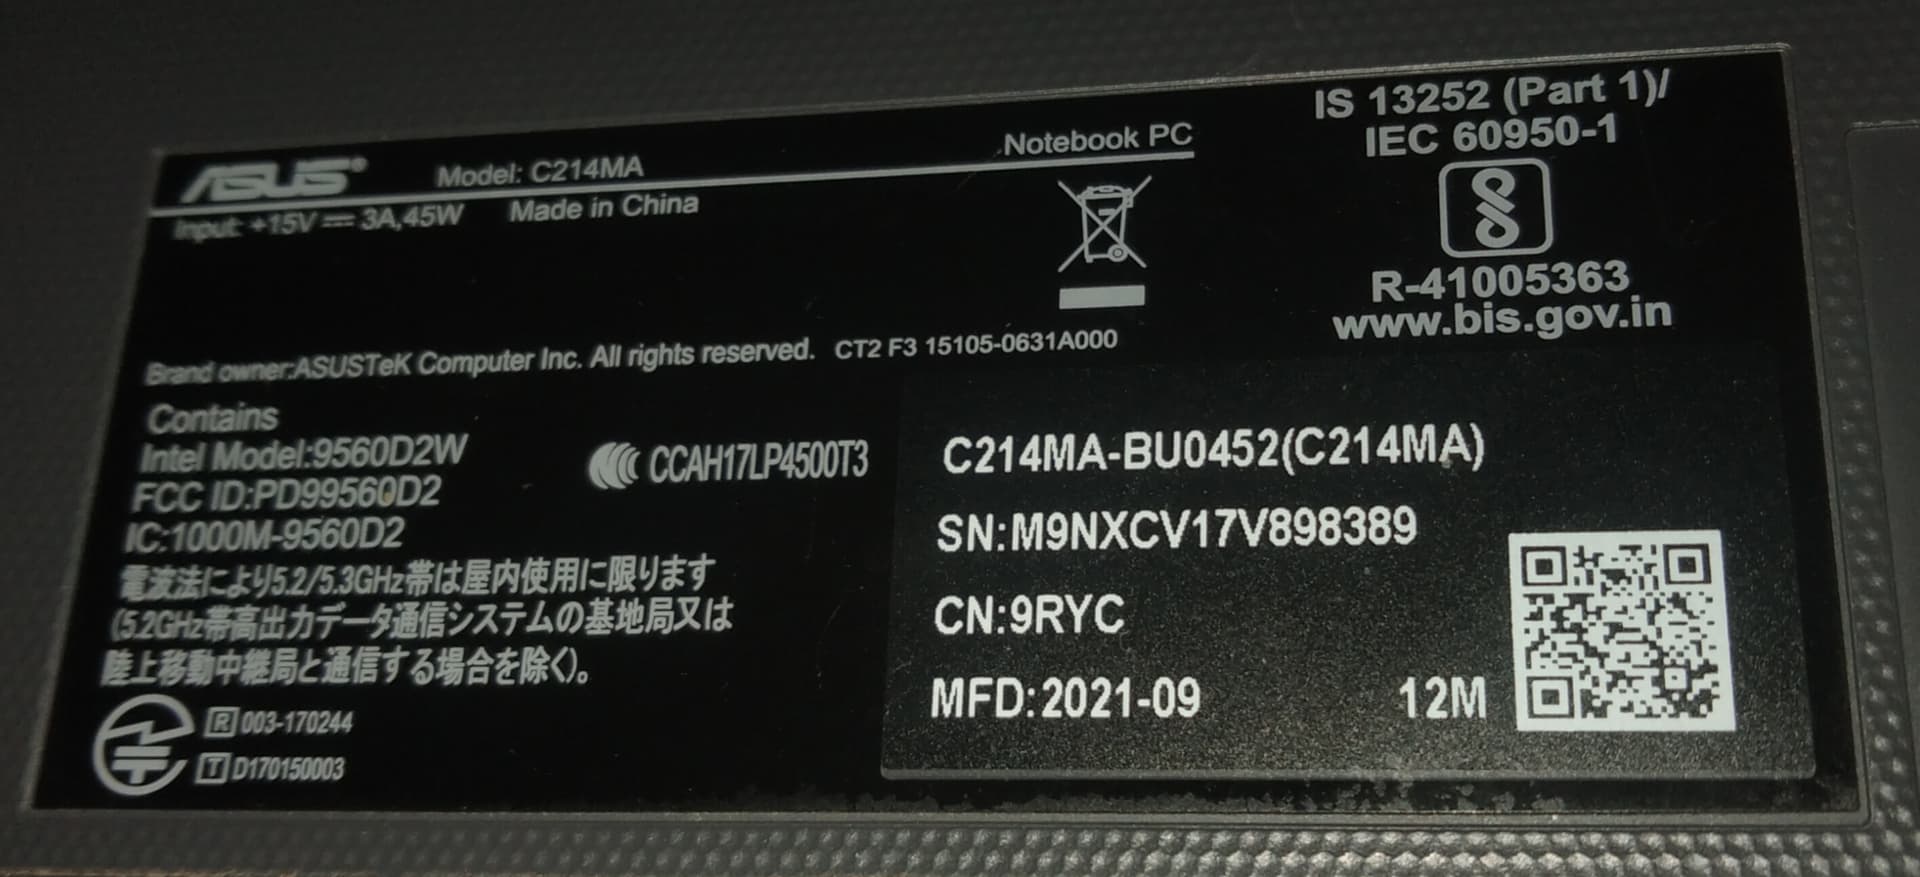 ASUS
Model: C214MA
Notebook PC
Input: +15V ⎓ 3A,45W
Made in China
IS 13252 (Part 1)/
IEC 60950-1
R-41005363
www.bis.gov.in
Brand owner:ASUSTeK Computer Inc. All rights reserved. CT2 F3 15105-0631A000
Contains
Intel Model:9560D2W
FCC ID:PD99560D2
IC:1000M-9560D2
CCAH17LP4500T3
電波法により5.2/5.3GHz帯は屋内使用に限ります
(5.2GHz帯高出力データ通信システムの基地局又は
陸上移動中継局と通信する場合を除く)。
R 003-170244
T D170150003
C214MA-BU0452(C214MA)
SN:M9NXCV17V898389
CN:9RYC
MFD:2021-09
12M